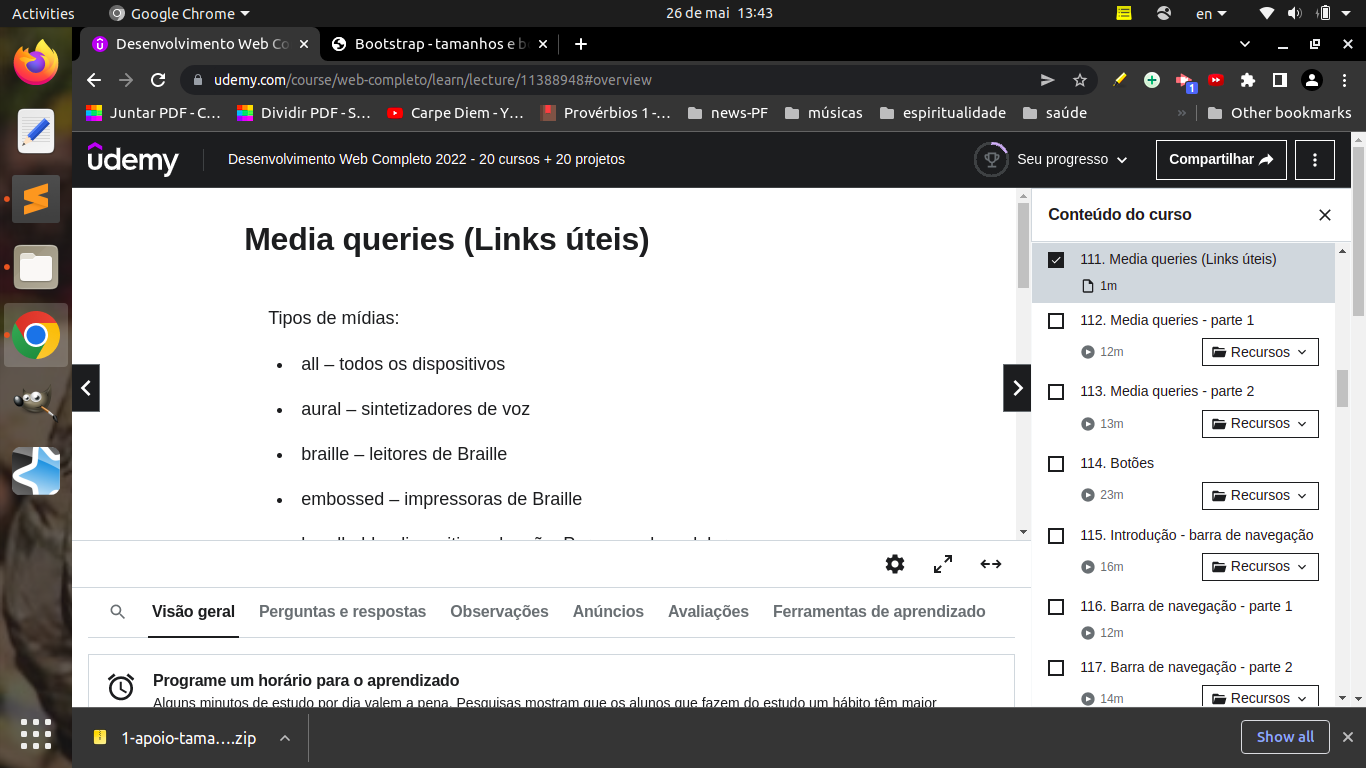 Activities
Google Chrome
26 de mai 13:43
en
Desenvolvimento Web Co
Bootstrap - tamanhos e b
udemy.com/course/web-completo/learn/lecture/11388948#overview
1
Juntar PDF - C…
Dividir PDF - S…
Carpe Diem - Y…
Provérbios 1 -…
news-PF
músicas
espiritualidade
saúde
»
Other bookmarks
udemy
Desenvolvimento Web Completo 2022 - 20 cursos + 20 projetos
Seu progresso
Compartilhar
Media queries (Links úteis)
Tipos de mídias:
• all – todos os dispositivos
• aural – sintetizadores de voz
• braille – leitores de Braille
• embossed – impressoras de Braille
Visão geral
Perguntas e respostas
Observações
Anúncios
Avaliações
Ferramentas de aprendizado
Programe um horário para o aprendizado
Alguns minutos de estudo por dia valem a pena. Pesquisas mostram que os alunos que fazem do estudo um hábito têm maior
Conteúdo do curso
111. Media queries (Links úteis)
1m
112. Media queries - parte 1
12m
Recursos
113. Media queries - parte 2
13m
Recursos
114. Botões
23m
Recursos
115. Introdução - barra de navegação
16m
Recursos
116. Barra de navegação - parte 1
12m
117. Barra de navegação - parte 2
14m
Recursos
1-apoio-tama….zip
Show all